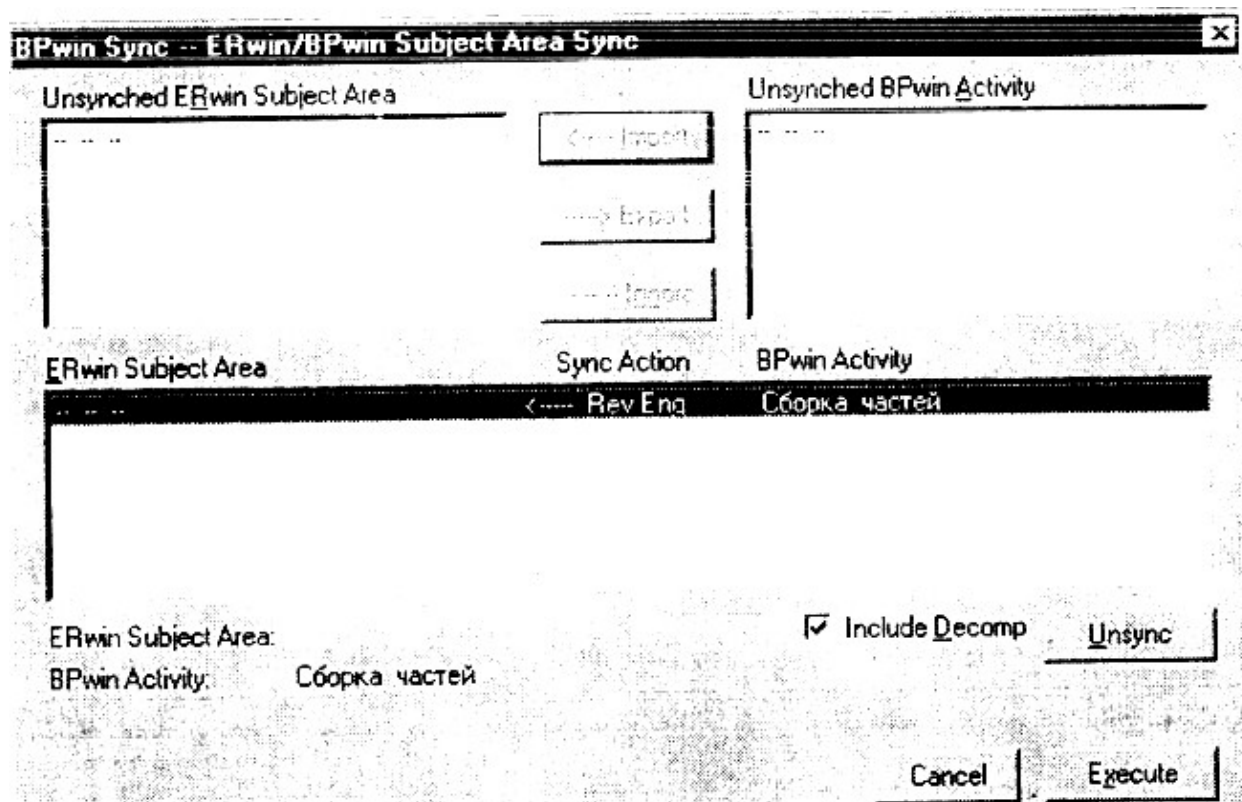 BPwin Sync -- ERwin/BPwin Subject Area Sync
Unsynched ERwin Subject Area
Unsynched BPwin Activity
-- -- --
<---- Import
-- -- --
----> Export
----- Ignore
ERwin Subject Area
Sync Action
BPwin Activity
-- -- --
<----- Rev Eng
Сборка частей
ERwin Subject Area:
Include Decomp
Unsync
BPwin Activity:
Сборка частей
Cancel
Execute